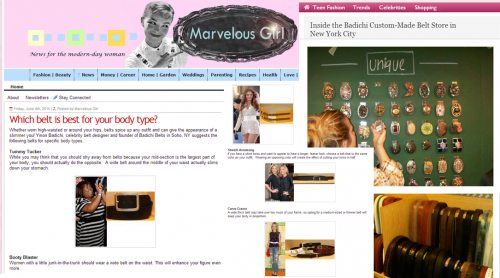 Marvelous Girl
News for the modern-day woman
Fashion | Beauty
News
Money | Career
Home | Garden
Weddings
Parenting
Recipes
Health
Love |
Home
About
Newsletters
Stay Connected
Friday, June 4th, 2010 | Posted by Marvelous Girl
Which belt is best for your body type?
Whether worn high-waisted or around your hips, belts spice up any outfit and can give the appearance of a
slimmer you! Yossi Badichi, celebrity belt designer and founder of Badichi Belts in Soho, NY suggests the
following belts for specific body types...
Tummy Tucker
While you may think that you should shy away from belts because your mid-section is the largest part of
your body, you should actually do the opposite. A wide belt around the middle of your waist actually slims
down your stomach.
Booty Blaster
Women with a little junk-in-the-trunk should wear a wide belt on the waist. This will enhance your figure even
more.
Stretch Armstrong
Curve Craver
Teen Fashion
Trends
Celebrities
Shopping
Inside the Badichi Custom-Made Belt Store in
New York City
unique